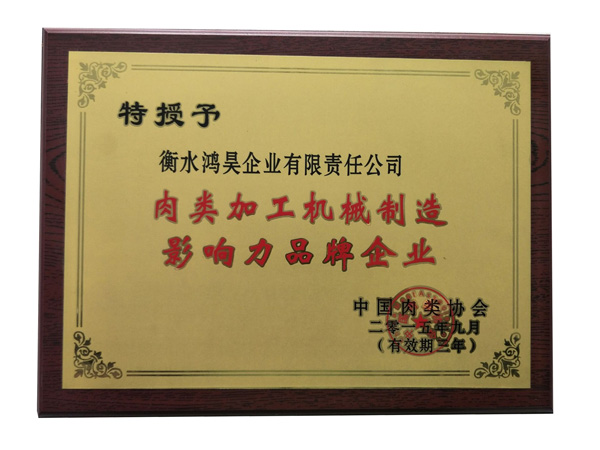 特授予
衡水鸿昊企业有限责任公司
肉类加工机械制造
影响力品牌企业
中国肉类协会
二零一五年九月
（有效期三年）